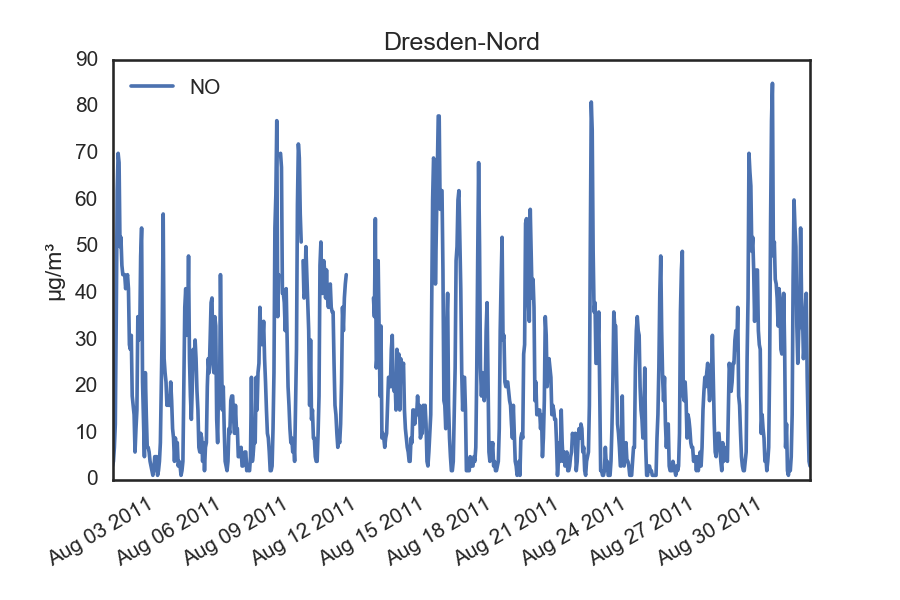 Dresden-Nord
NO
µg/m³
90
80
70
60
50
40
30
20
10
0
Aug 03 2011
Aug 06 2011
Aug 09 2011
Aug 12 2011
Aug 15 2011
Aug 18 2011
Aug 21 2011
Aug 24 2011
Aug 27 2011
Aug 30 2011